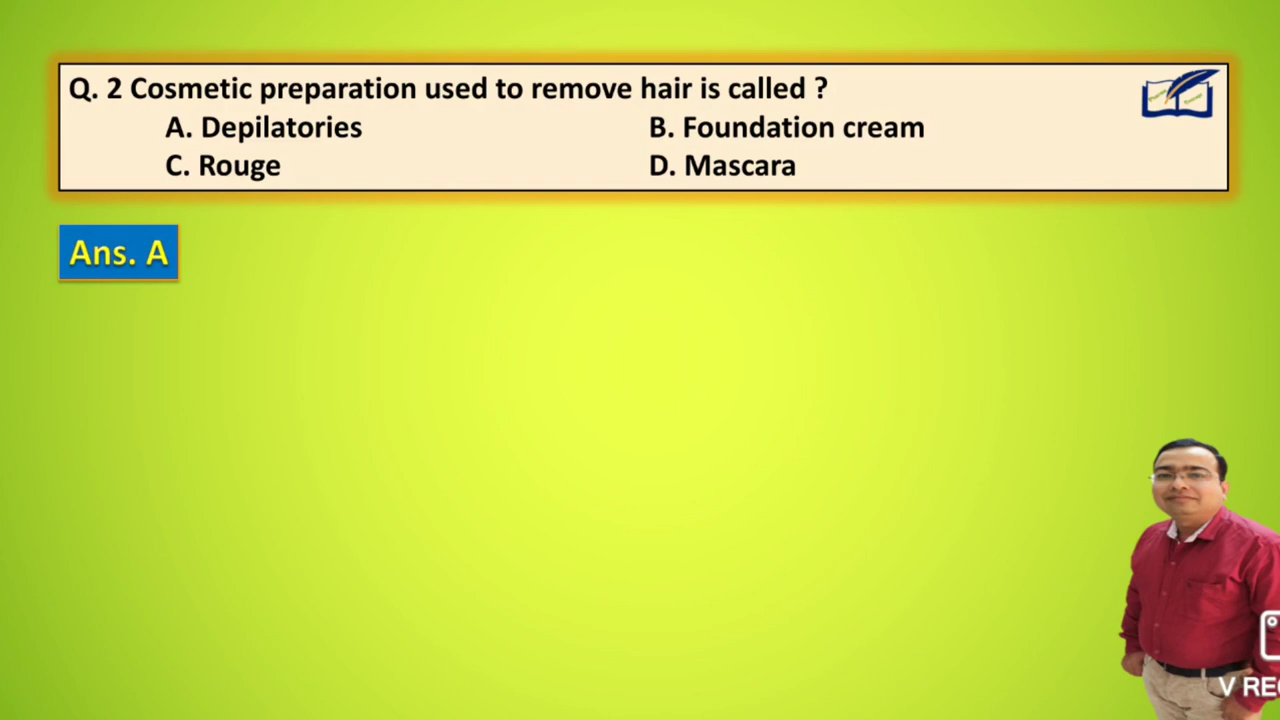 Q. 2 Cosmetic preparation used to remove hair is called ?
A. Depilatories B. Foundation cream
C. Rouge D. Mascara
Ans. A
V REC